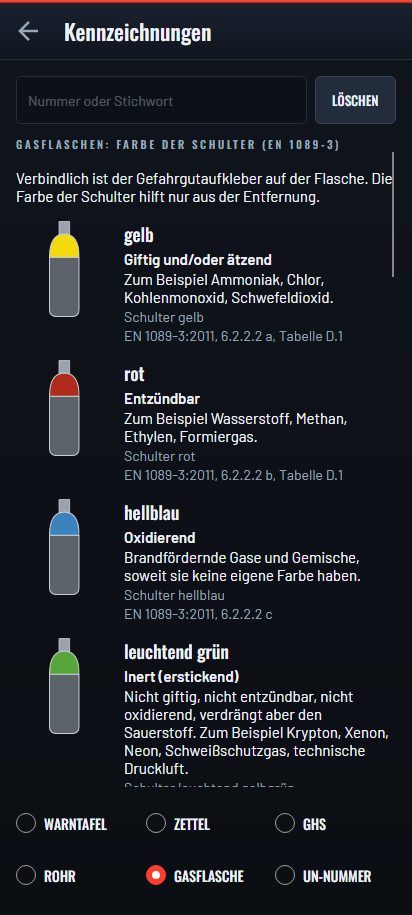 Kennzeichnungen
Nummer oder Stichwort
LÖSCHEN
GASFLASCHEN: FARBE DER SCHULTER (EN 1089-3)
Verbindlich ist der Gefahrgutaufkleber auf der Flasche. Die
Farbe der Schulter hilft nur aus der Entfernung.
gelb
Giftig und/oder ätzend
Zum Beispiel Ammoniak, Chlor,
Kohlenmonoxid, Schwefeldioxid.
Schulter gelb
EN 1089-3:2011, 6.2.2.2 a, Tabelle D.1
rot
Entzündbar
Zum Beispiel Wasserstoff, Methan,
Ethylen, Formiergas.
Schulter rot
EN 1089-3:2011, 6.2.2.2 b, Tabelle D.1
hellblau
Oxidierend
Brandfördernde Gase und Gemische,
soweit sie keine eigene Farbe haben.
Schulter hellblau
EN 1089-3:2011, 6.2.2.2 c
leuchtend grün
Inert (erstickend)
Nicht giftig, nicht entzündbar, nicht
oxidierend, verdrängt aber den
Sauerstoff. Zum Beispiel Krypton, Xenon,
Neon, Schweißschutzgas, technische
Druckluft.
Schulter leuchtend gelbgrün
WARNTAFEL
ZETTEL
GHS
ROHR
GASFLASCHE
UN-NUMMER